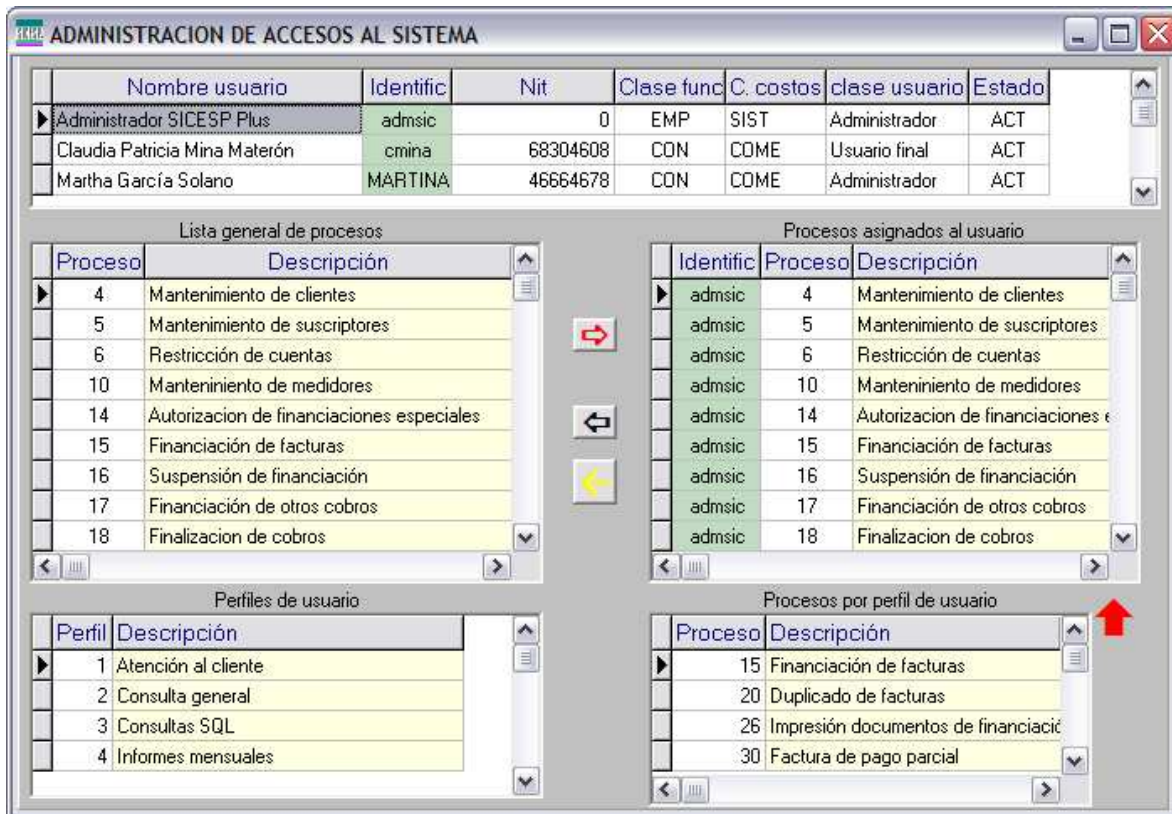 ADMINISTRACION DE ACCESOS AL SISTEMA
Nombre usuario Identific Nit Clase func C. costos clase usuario Estado
Administrador SICESP Plus admsic 0 EMP SIST Administrador ACT
Claudia Patricia Mina Materón cmina 68304608 CON COME Usuario final ACT
Martha García Solano MARTINA 46664678 CON COME Administrador ACT
Lista general de procesos
Proceso Descripción
4 Mantenimiento de clientes
5 Mantenimiento de suscriptores
6 Restricción de cuentas
10 Manteniniento de medidores
14 Autorizacion de financiaciones especiales
15 Financiación de facturas
16 Suspensión de financiación
17 Financiación de otros cobros
18 Finalizacion de cobros
Procesos asignados al usuario
Identific Proceso Descripción
admsic 4 Mantenimiento de clientes
admsic 5 Mantenimiento de suscriptores
admsic 6 Restricción de cuentas
admsic 10 Manteniniento de medidores
admsic 14 Autorizacion de financiaciones e
admsic 15 Financiación de facturas
admsic 16 Suspensión de financiación
admsic 17 Financiación de otros cobros
admsic 18 Finalizacion de cobros
Perfiles de usuario
Perfil Descripción
1 Atención al cliente
2 Consulta general
3 Consultas SQL
4 Informes mensuales
Procesos por perfil de usuario
Proceso Descripción
15 Financiación de facturas
20 Duplicado de facturas
26 Impresión documentos de financiació
30 Factura de pago parcial